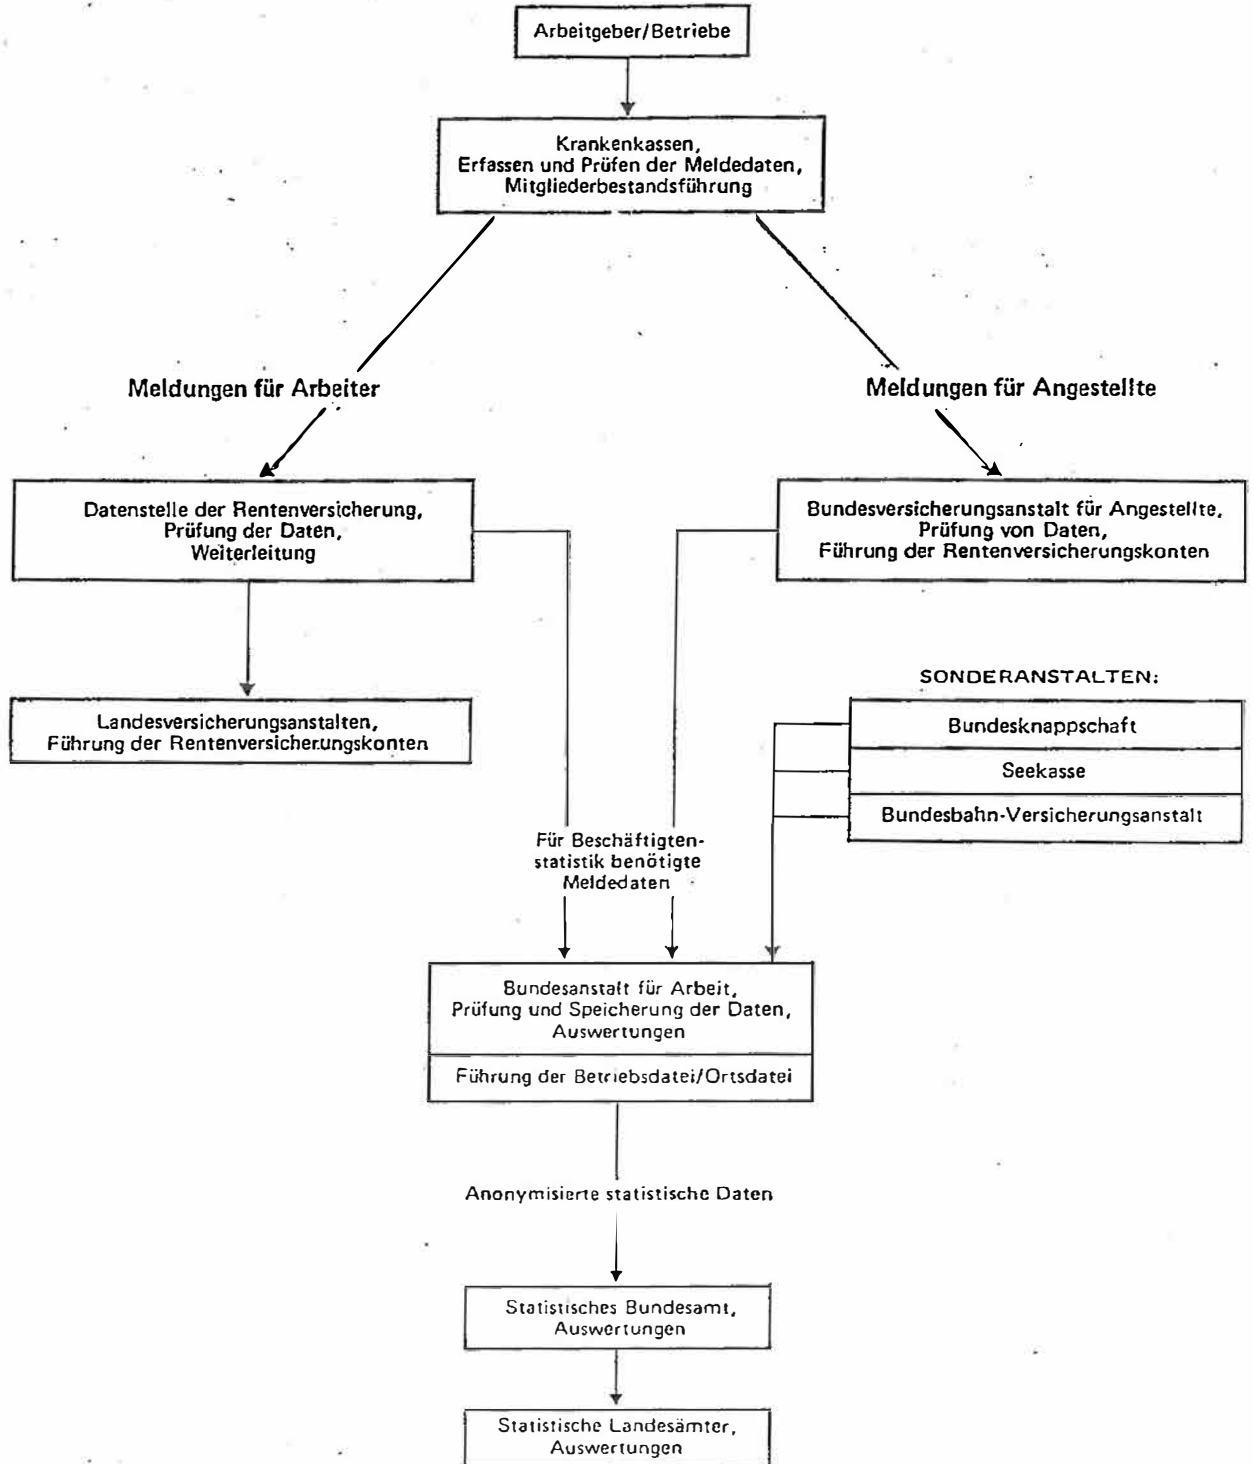 Arbeitgeber/Betriebe
Krankenkassen,
Erfassen und Prüfen der Meldedaten,
Mitgliederbestandsführung
Meldungen für Arbeiter
Meldungen für Angestellte
Datenstelle der Rentenversicherung,
Prüfung der Daten,
Weiterleitung
Bundesversicherungsanstalt für Angestellte,
Prüfung von Daten,
Führung der Rentenversicherungskonten
Landesversicherungsanstalten,
Führung der Rentenversicherungskonten
SONDERANSTALTEN:
Bundesknappschaft
Seekasse
Bundesbahn-Versicherungsanstalt
Für Beschäftigten-
statistik benötigte
Meldedaten
Bundesanstalt für Arbeit,
Prüfung und Speicherung der Daten,
Auswertungen
Führung der Betriebsdatei/Ortsdatei
Anonymisierte statistische Daten
Statistisches Bundesamt,
Auswertungen
Statistische Landesämter,
Auswertungen